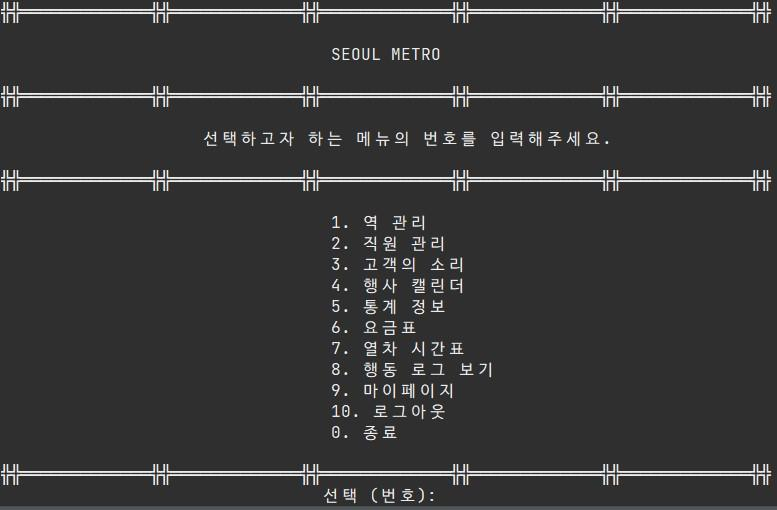 SEOUL METRO
선택하고자 하는 메뉴의 번호를 입력해주세요.
1. 역 관리
2. 직원 관리
3. 고객의 소리
4. 행사 캘린더
5. 통계 정보
6. 요금표
7. 열차 시간표
8. 행동 로그 보기
9. 마이페이지
10. 로그아웃
0. 종료
선택 (번호):